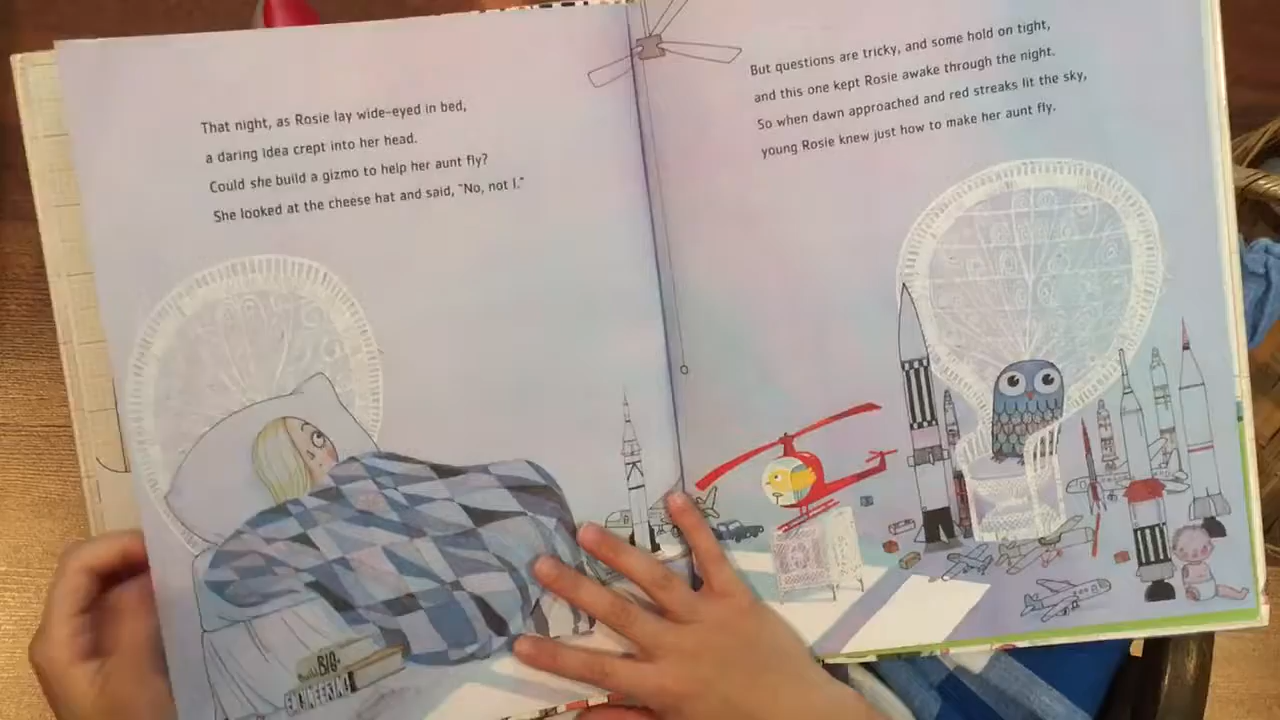 That night, as Rosie lay wide-eyed in bed,
a daring idea crept into her head.
Could she build a gizmo to help her aunt fly?
She looked at the cheese hat and said, "No, not I."
But questions are tricky, and some hold on tight,
and this one kept Rosie awake through the night.
So when dawn approached and red streaks lit the sky,
young Rosie knew just how to make her aunt fly.
BIG
ENGINEERING